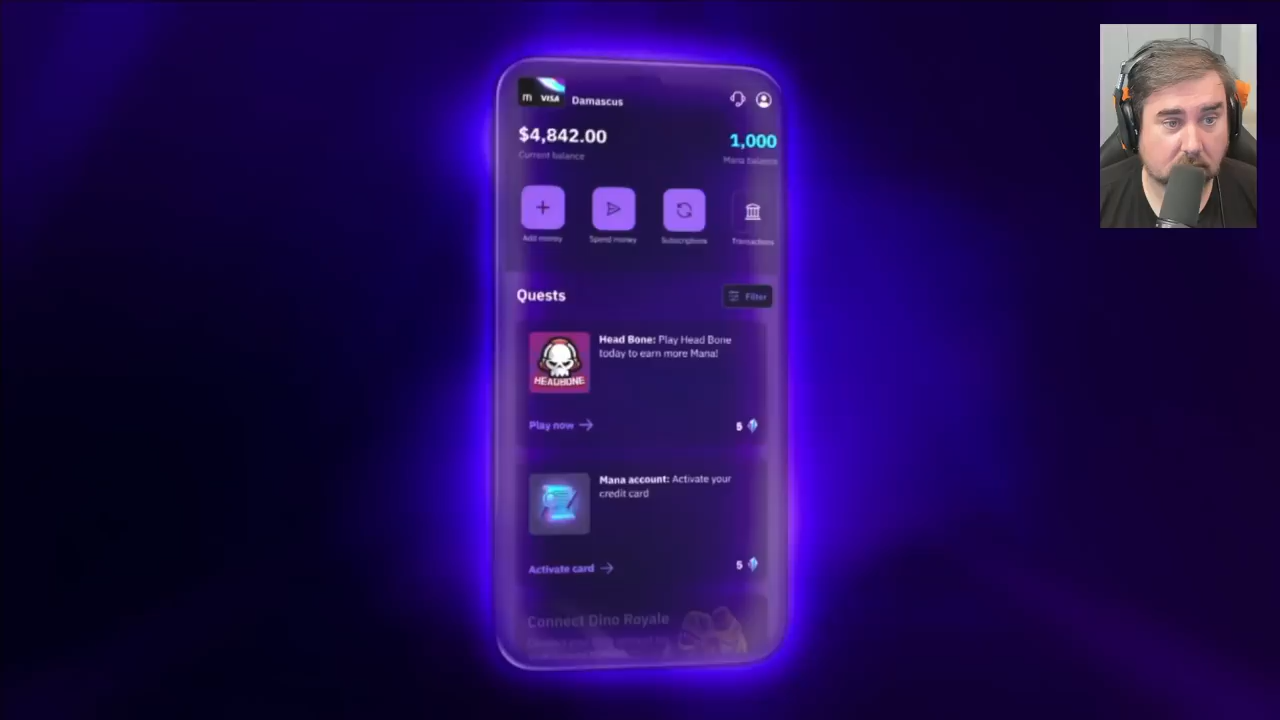 m VISA Damascus
$4,842.00
Current balance
1,000
Mana balance
Add money
Spend money
Subscriptions
Transactions
Quests
Filter
Head Bone: Play Head Bone
today to earn more Mana!
HEADBONE
Play now
5
Mana account: Activate your
credit card
Activate card
5
Connect Dino Royale